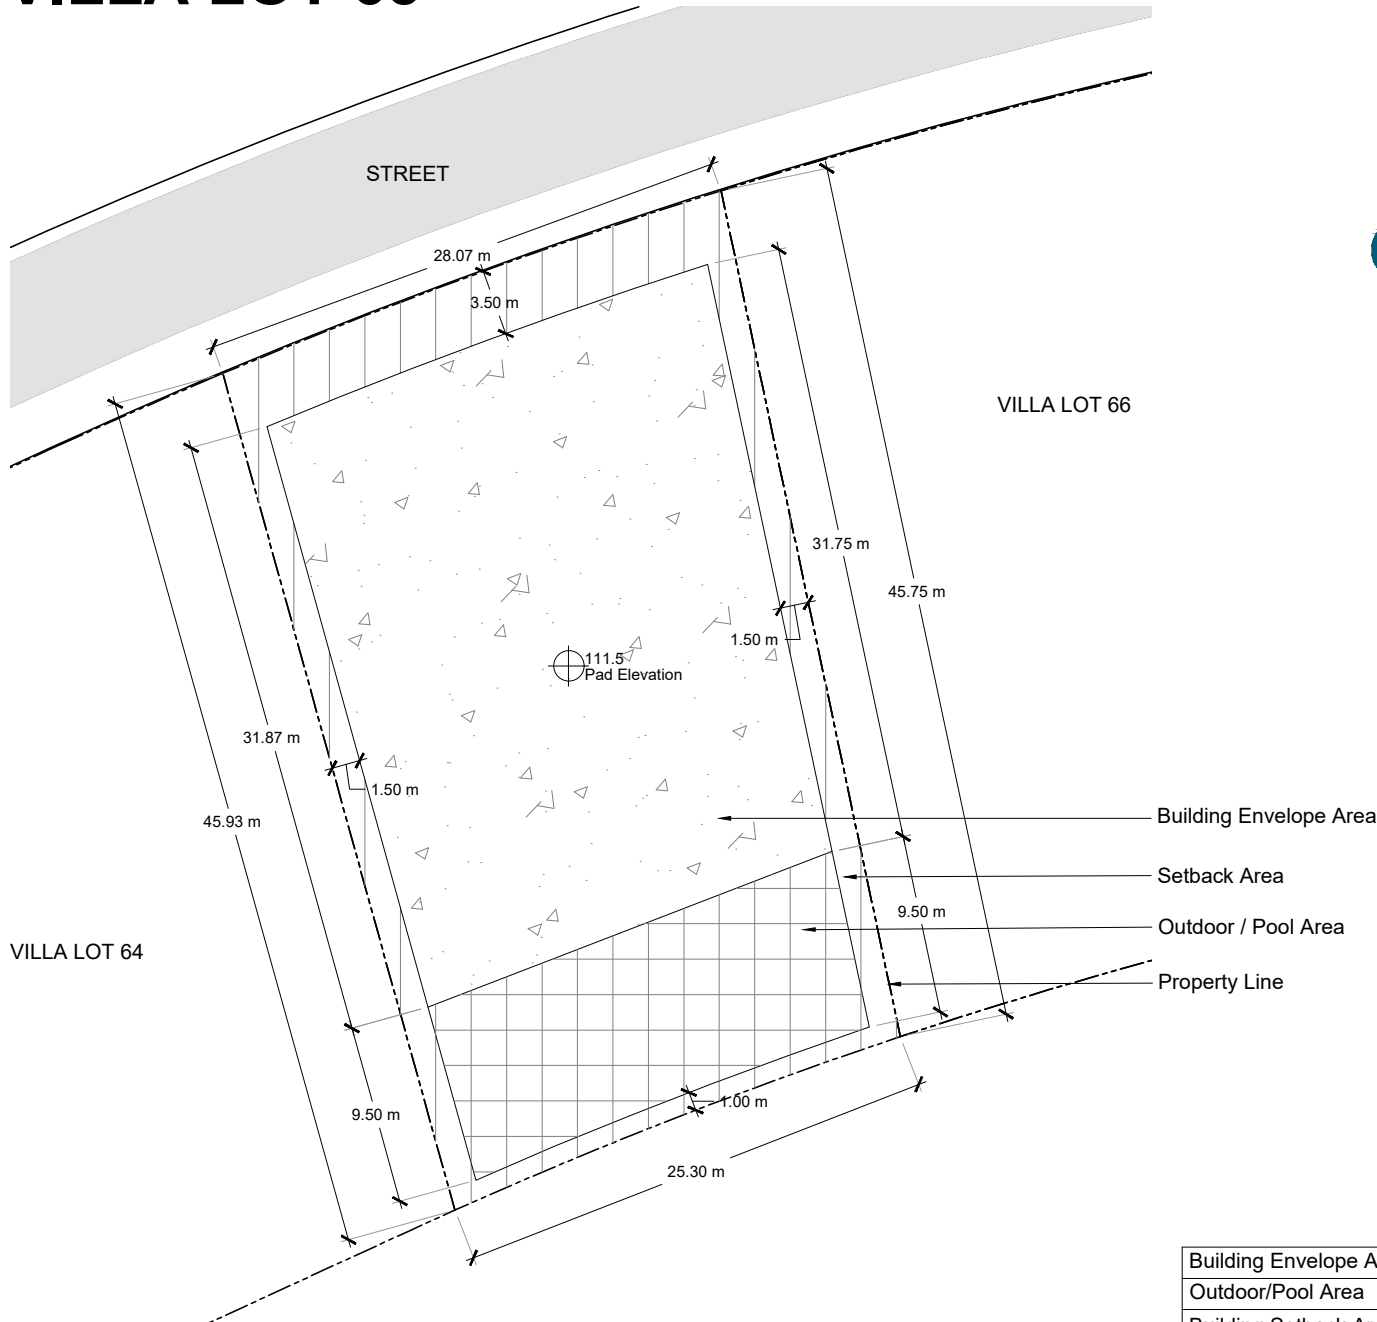 STREET
28.07 m
3.50 m
VILLA LOT 66
31.75 m
45.75 m
1.50 m
111.5
Pad Elevation
31.87 m
1.50 m
45.93 m
Building Envelope Area
Setback Area
9.50 m
Outdoor / Pool Area
VILLA LOT 64
Property Line
1.00 m
9.50 m
25.30 m
Building Envelope A
Outdoor/Pool Area